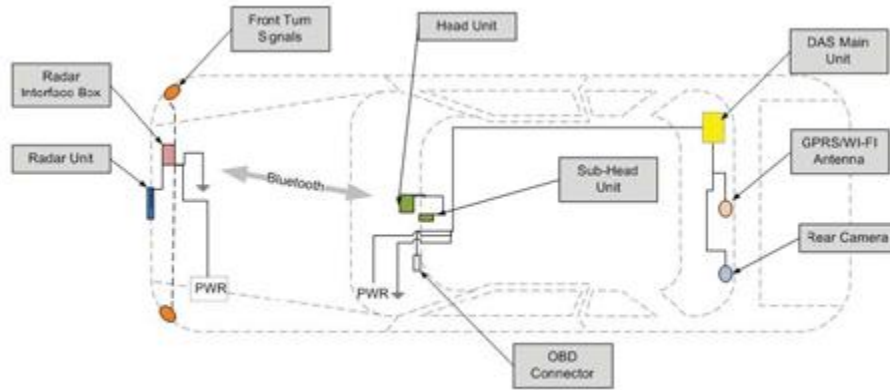 Front Turn
Signals
Head Unit
DAS Main
Unit
Radar
Interface Box
Radar Unit
GPRS/WI-FI
Antenna
Bluetooth
Sub-Head
Unit
Rear Camera
PWR
PWR
OBD
Connector